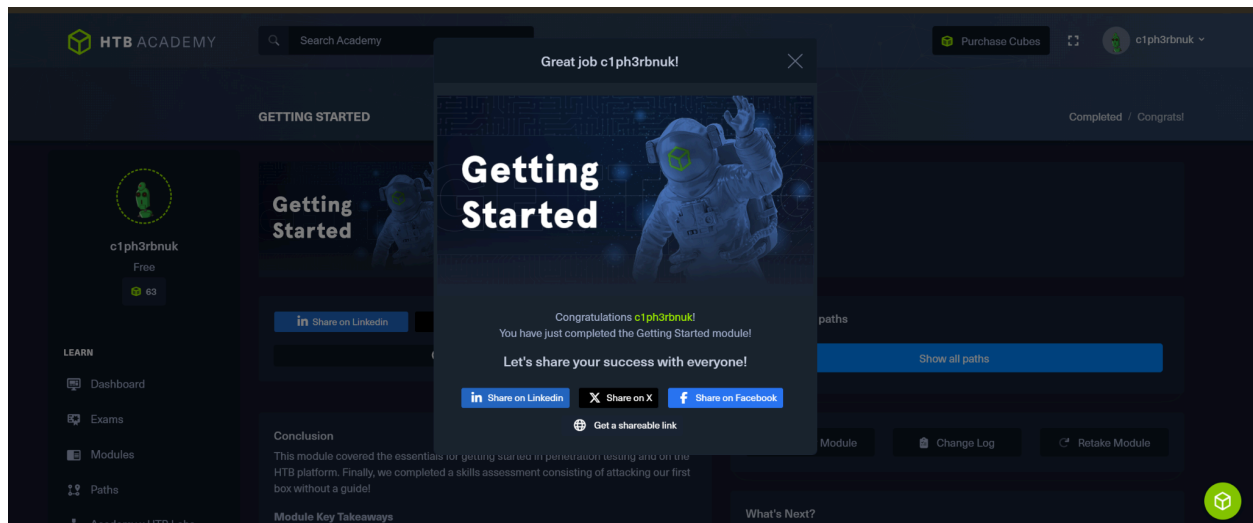 HTB ACADEMY
Search Academy
Purchase Cubes
c1ph3rbnuk
Great job c1ph3rbnuk!
GETTING STARTED
Completed / Congrats!
Getting
Started
Getting
Started
c1ph3rbnuk
Free
63
Share on Linkedin
paths
Show all paths
Congratulations c1ph3rbnuk!
You have just completed the Getting Started module!
Let's share your success with everyone!
Share on Linkedin
Share on X
Share on Facebook
Get a shareable link
LEARN
Dashboard
Exams
Modules
Paths
Conclusion
This module covered the essentials for getting started in penetration testing and on the
HTB platform. Finally, we completed a skills assessment consisting of attacking our first
box without a guide!
Module Key Takeaways
Module
Change Log
Retake Module
What's Next?